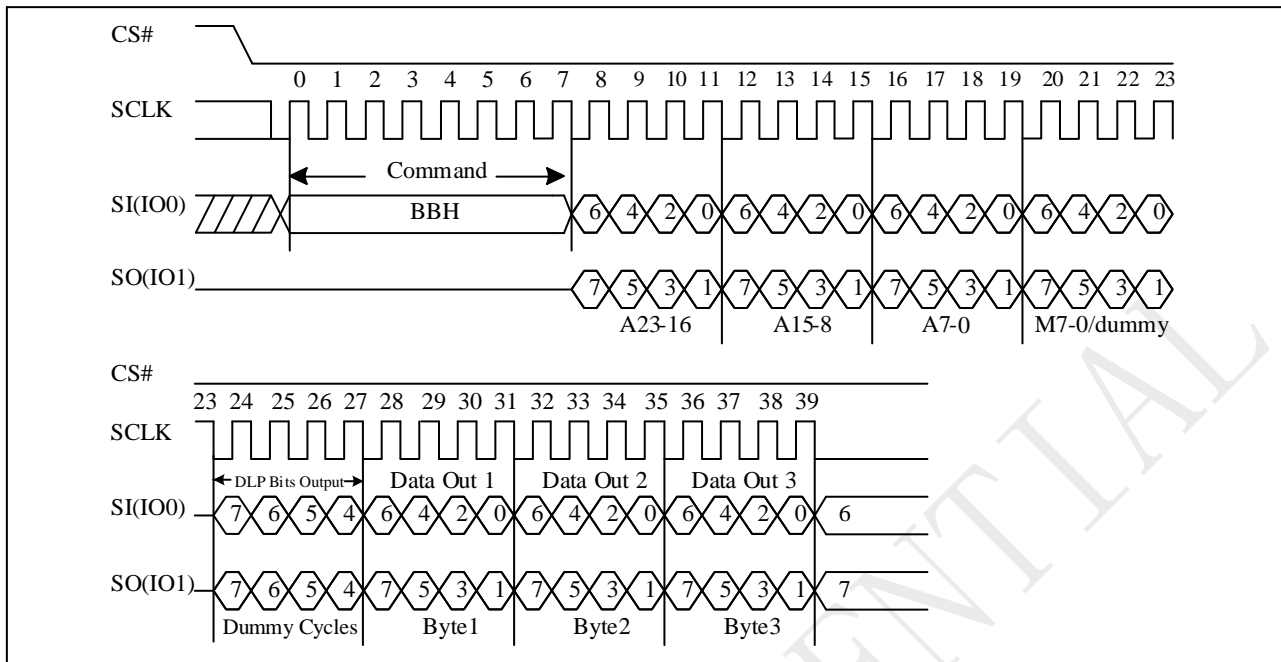 CS#
0 1 2 3 4 5 6 7 8 9 10 11 12 13 14 15 16 17 18 19 20 21 22 23
SCLK
Command
SI(IO0) BBH 6 4 2 0 6 4 2 0 6 4 2 0 6 4 2 0
SO(IO1) 7 5 3 1 7 5 3 1 7 5 3 1 7 5 3 1
A23-16 A15-8 A7-0 M7-0/dummy
CS#
23 24 25 26 27 28 29 30 31 32 33 34 35 36 37 38 39
SCLK
DLP Bits Output Data Out 1 Data Out 2 Data Out 3
SI(IO0) 7 6 5 4 6 4 2 0 6 4 2 0 6 4 2 0 6
SO(IO1) 7 6 5 4 7 5 3 1 7 5 3 1 7 5 3 1 7
Dummy Cycles Byte1 Byte2 Byte3
ENTIAL